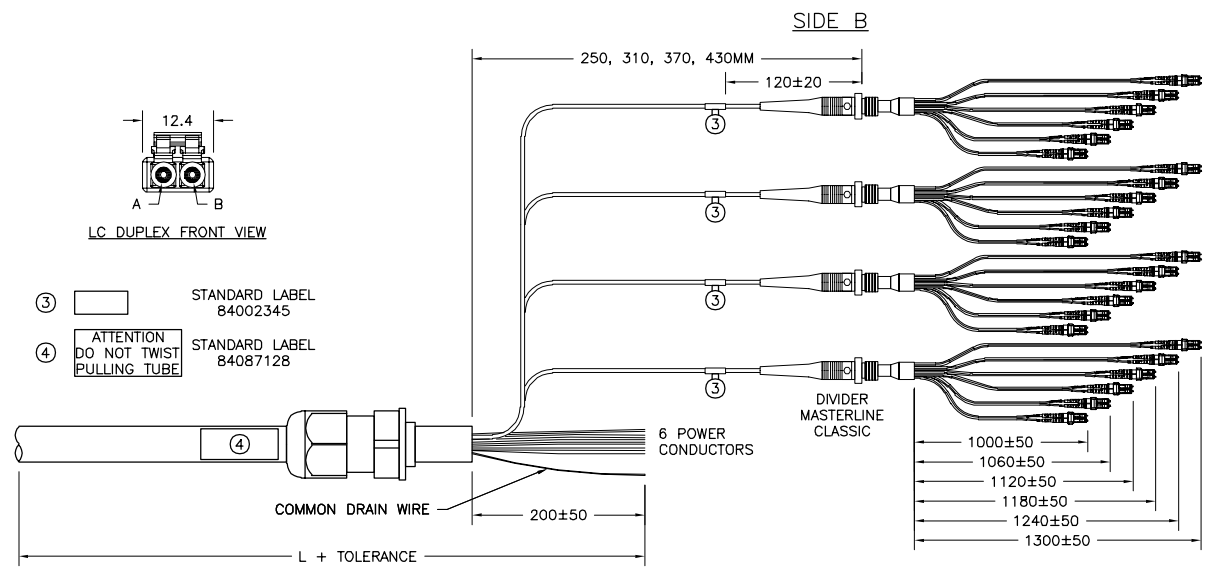 SIDE B
250, 310, 370, 430MM
120±20
12.4
A
B
LC DUPLEX FRONT VIEW
3
3
3
3
3
STANDARD LABEL
84002345
4
ATTENTION
DO NOT TWIST
PULLING TUBE
STANDARD LABEL
84087128
4
6 POWER
CONDUCTORS
DIVIDER
MASTERLINE
CLASSIC
COMMON DRAIN WIRE
200±50
L + TOLERANCE
1000±50
1060±50
1120±50
1180±50
1240±50
1300±50